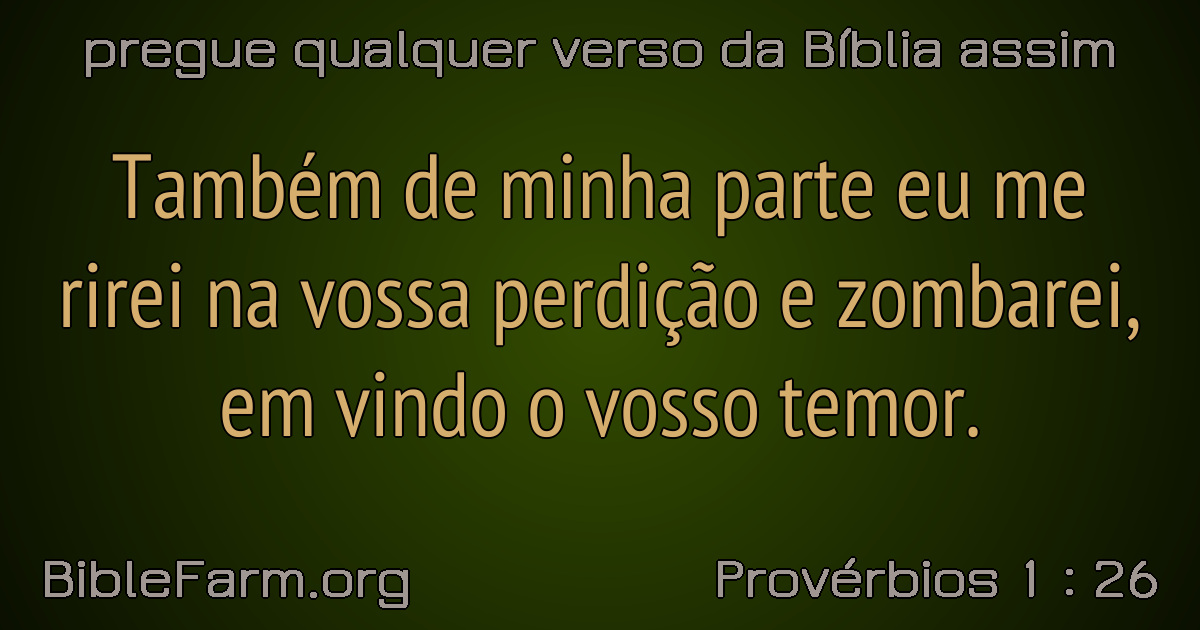 pregue qualquer verso da Bíblia assim
Também de minha parte eu me
rirei na vossa perdição e zombarei,
em vindo o vosso temor.
BibleFarm.org
Provérbios 1 : 26